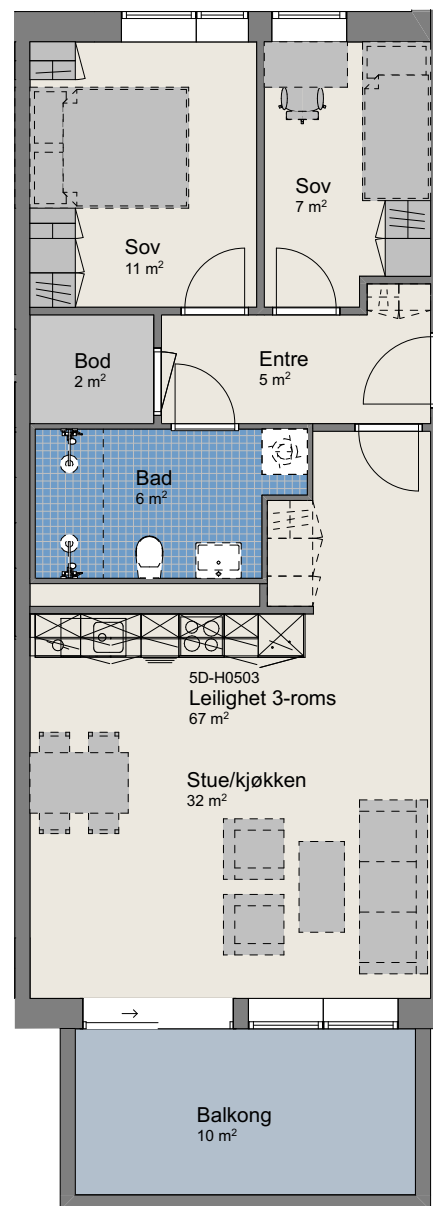 Sov
7 m²
Sov
11 m²
Bod
2 m²
Entre
5 m²
Bad
6 m²
5D-H0503
Leilighet 3-roms
67 m²
Stue/kjøkken
32 m²
Balkong
10 m²